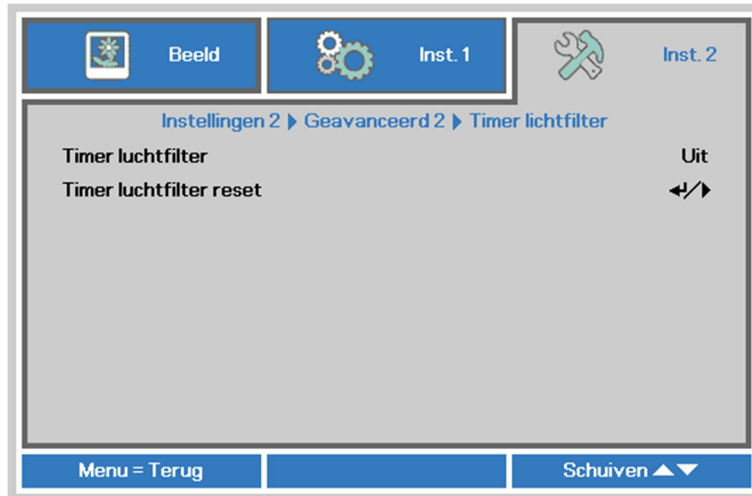 Beeld
Inst. 1
Inst. 2
Instellingen 2 ▶ Geavanceerd 2 ▶ Timer lichtfilter
Timer luchtfilter Uit
Timer luchtfilter reset ↵/▶
Menu = Terug
Schuiven ▲▼